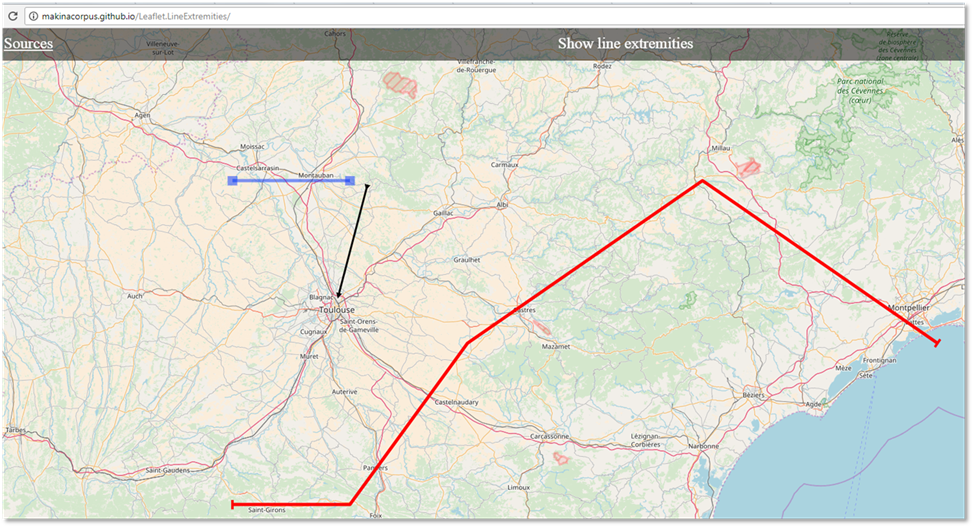 makinacorpus.github.io/Leaflet.LineExtremities/
Sources
Show line extremities
Cahors
Villeneuve-
sur-Lot
Villefranche-
de-Rouergue
Rodez
Réserve
de biosphère
des Cévennes
(zone centrale)
Parc national
des Cévennes
(cœur)
Agen
Moissac
Castelsarrasin
Montauban
Carmaux
Millau
Alès
Albi
Gaillac
Graulhet
Auch
Blagnac
Toulouse
Saint-Orens-
de-Gameville
Cugnaux
Muret
Castres
Mazamet
Montpellier
Lattes
Frontignan
Mèze
Sète
Auterive
Castelnaudary
Béziers
Agde
Tarbes
Carcassonne
Lézignan-
Corbières
Narbonne
Saint-Gaudens
Pamiers
Limoux
Saint-Girons
Foix